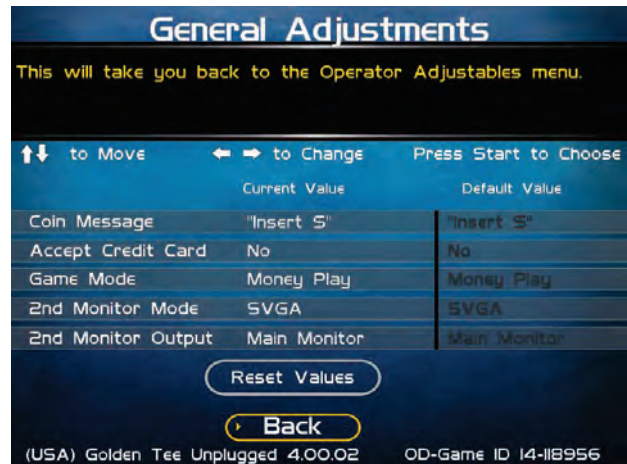 General Adjustments
This will take you back to the Operator Adjustables menu.
to Move to Change Press Start to Choose
Current Value Default Value
Coin Message "Insert S" "Insert S"
Accept Credit Card No No
Game Mode Money Play Money Play
2nd Monitor Mode SVGA SVGA
2nd Monitor Output Main Monitor Main Monitor
Reset Values
Back
(USA) Golden Tee Unplugged 4.00.02 OD-Game ID 14-118956